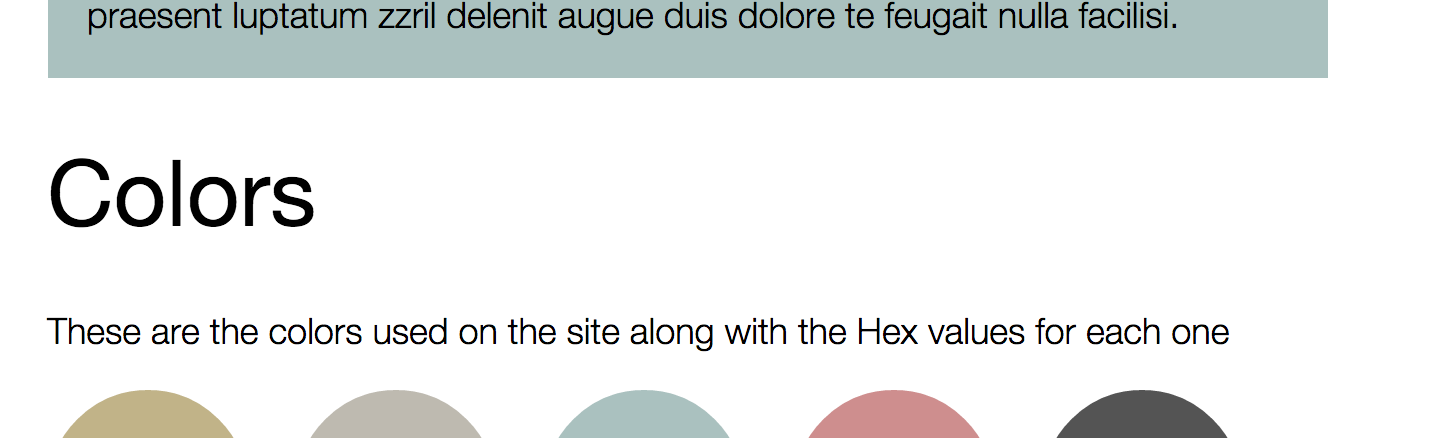 praesent luptatum zzril delenit augue duis dolore te feugait nulla facilisi.
Colors
These are the colors used on the site along with the Hex values for each one